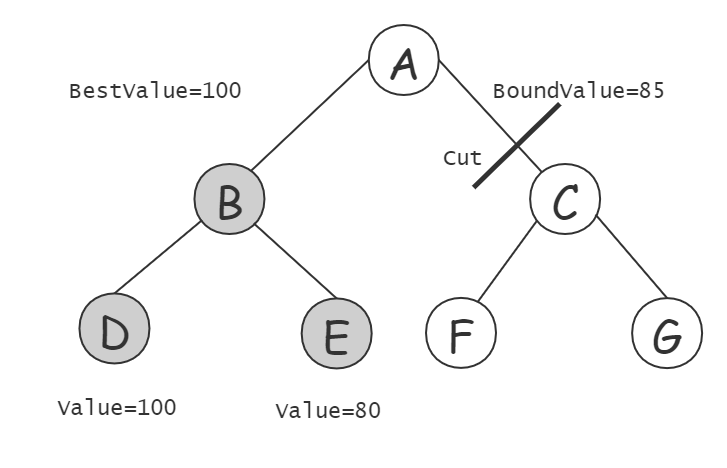 A
BestValue=100
BoundValue=85
Cut
B
C
D
E
F
G
Value=100
Value=80